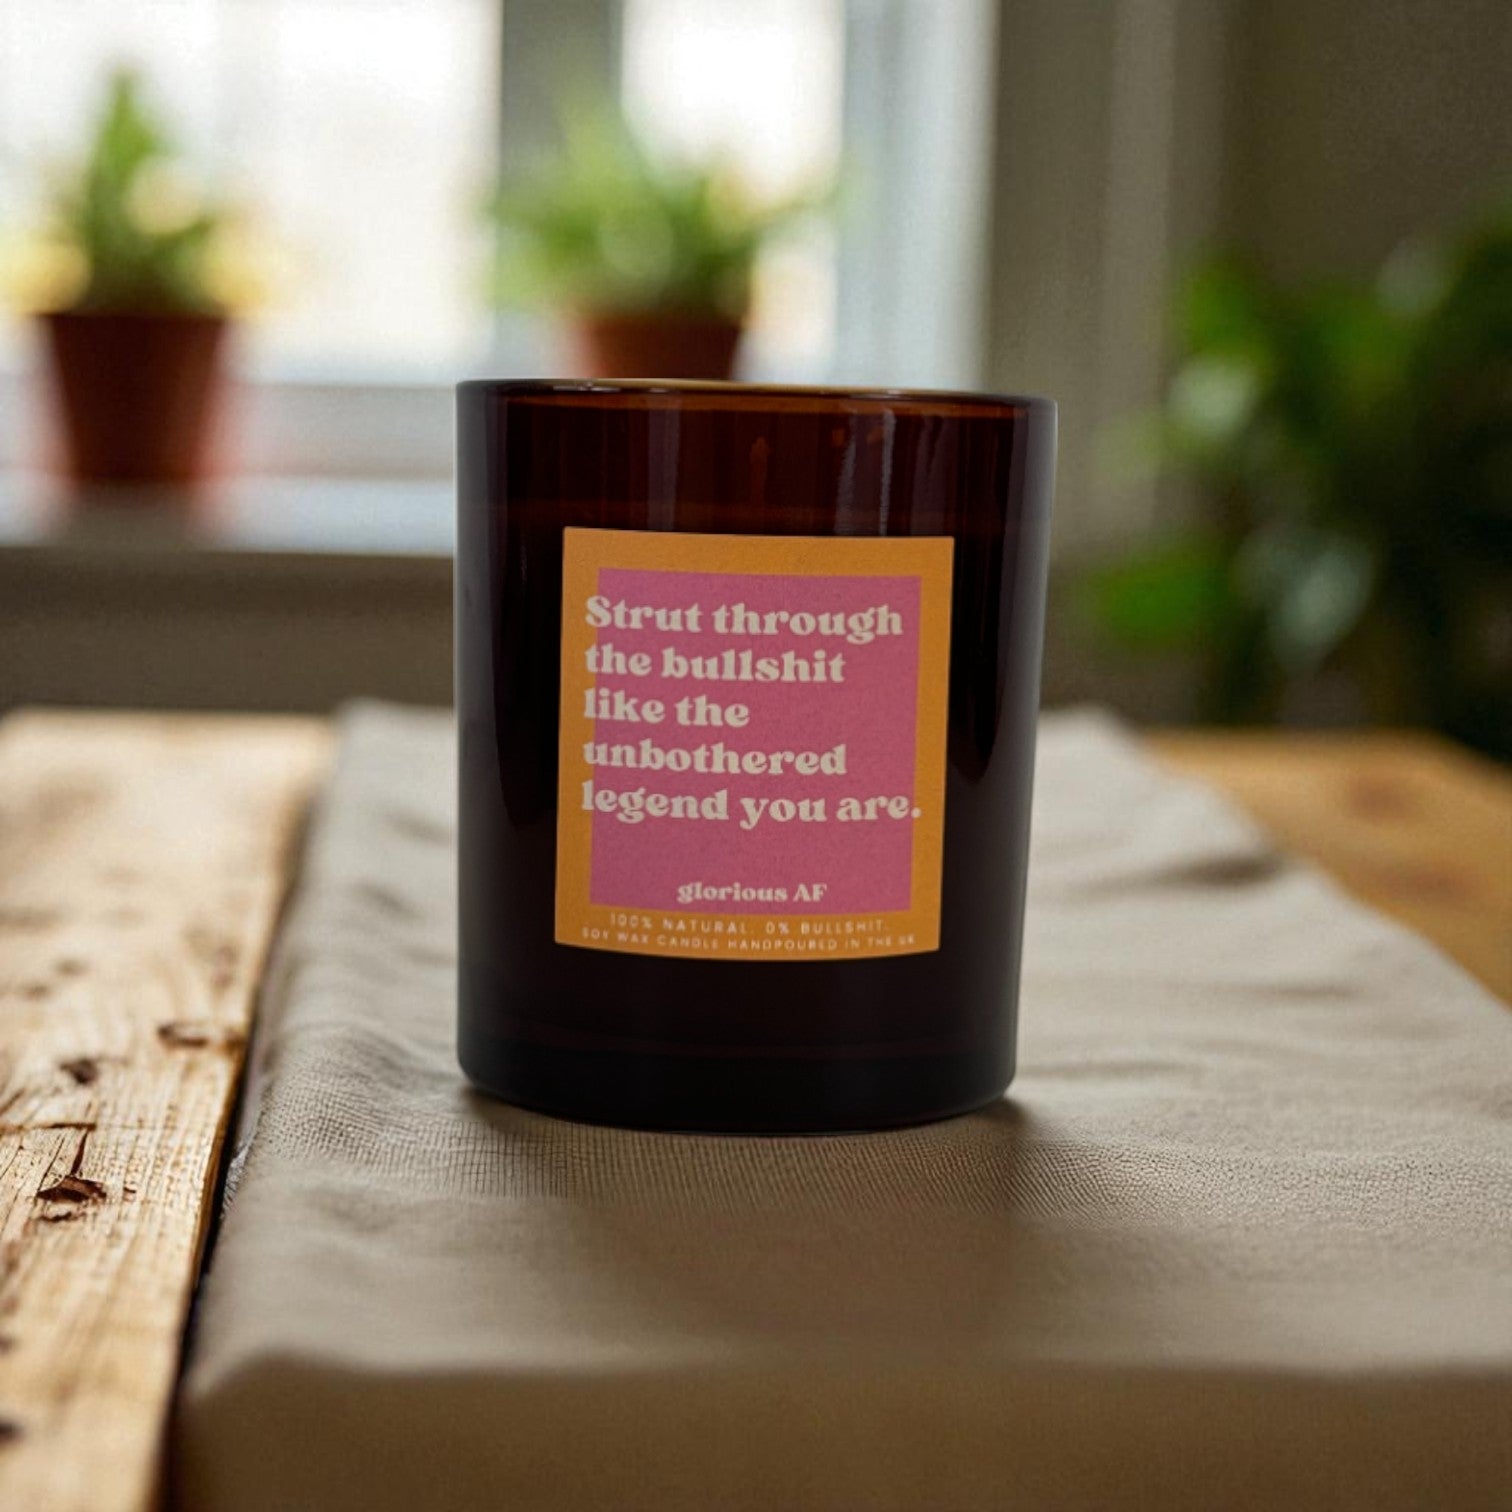 Strut through
the bullshit
like the
unbothered
legend you are.
glorious AF
100% NATURAL. 0% BULLSHIT.
SOY WAX CANDLE HANDPOURED IN THE UK